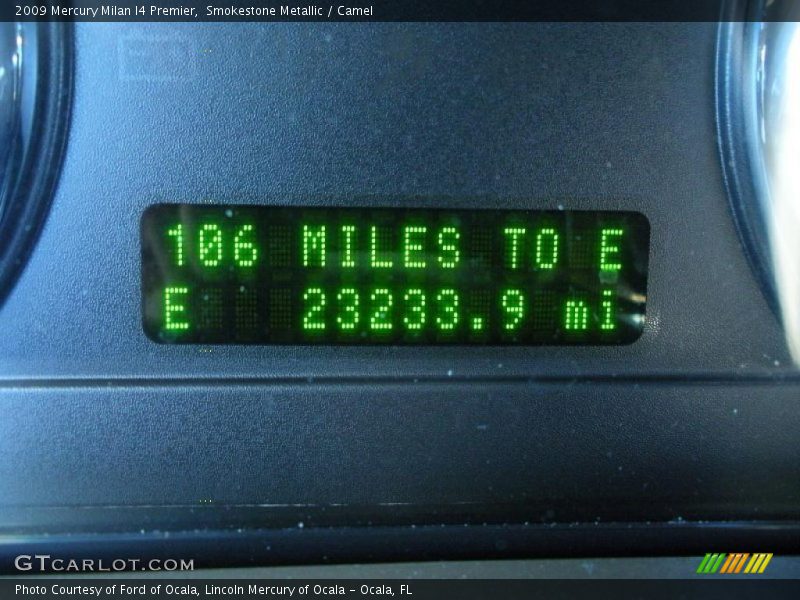 2009 Mercury Milan I4 Premier,  Smokestone Metallic / Camel
106 MILES TO E
E 23233.9 mi
GTCARLOT.COM
Photo Courtesy of Ford of Ocala, Lincoln Mercury of Ocala - Ocala, FL